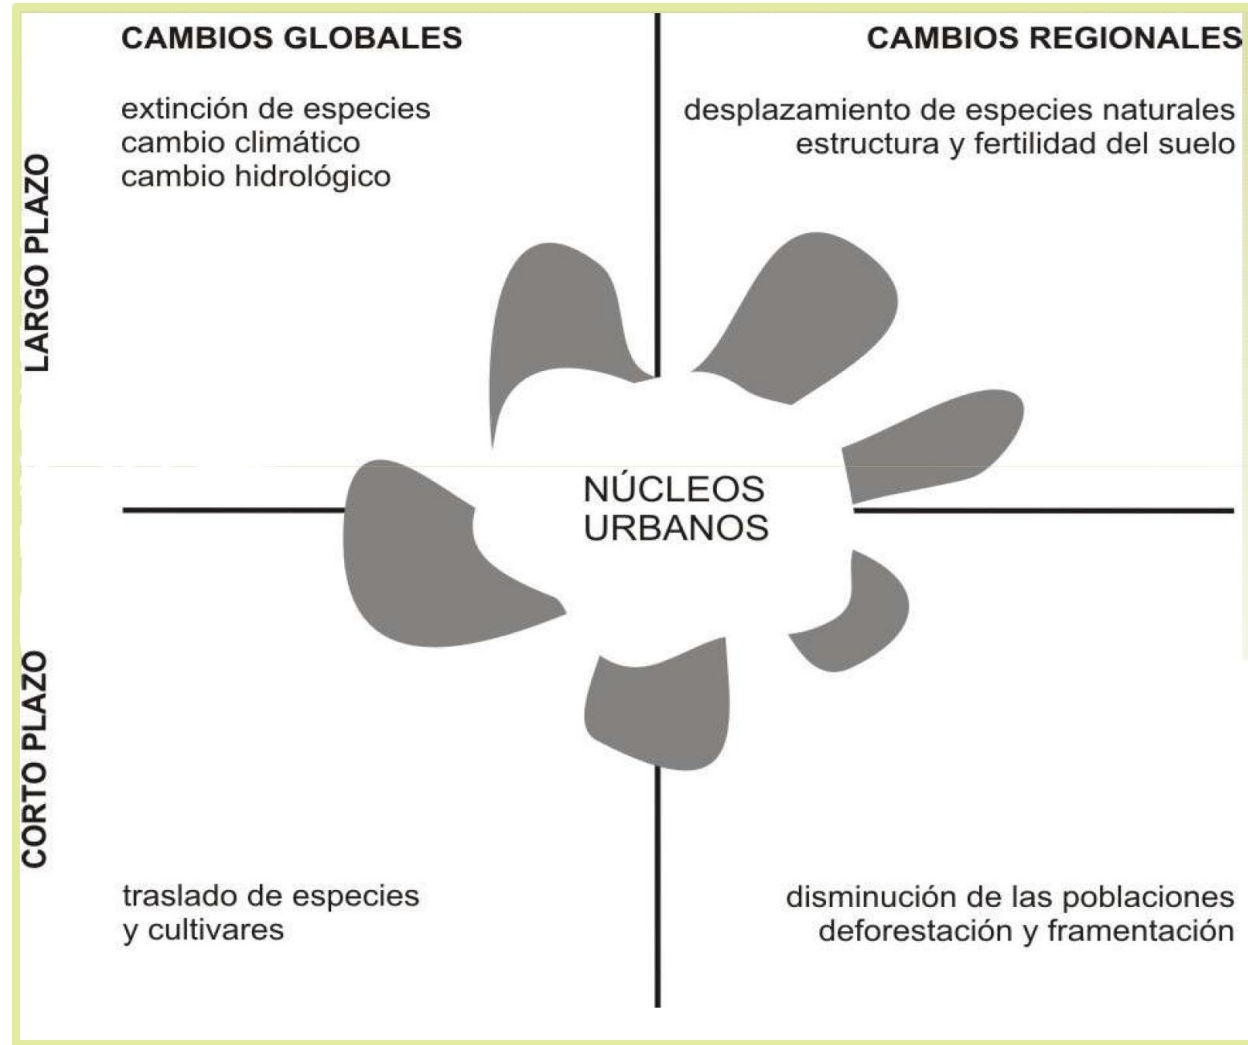 CAMBIOS GLOBALES
CAMBIOS REGIONALES
extinción de especies
cambio climático
cambio hidrológico
desplazamiento de especies naturales
estructura y fertilidad del suelo
LARGO PLAZO
NÚCLEOS
URBANOS
CORTO PLAZO
traslado de especies
y cultivares
disminución de las poblaciones
deforestación y framentación